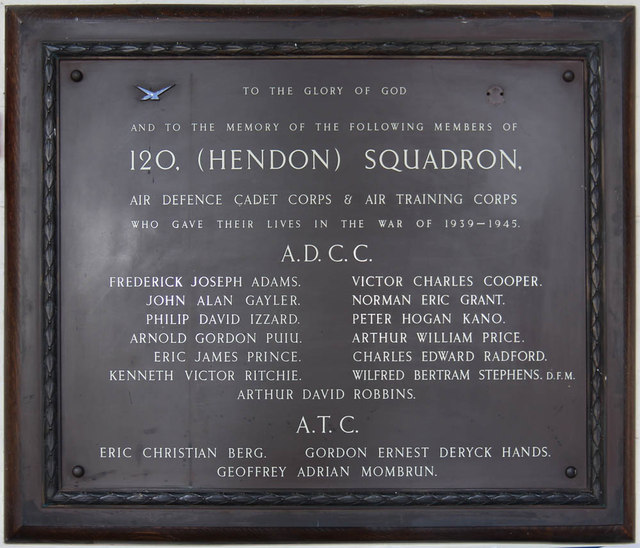 TO THE GLORY OF GOD
AND TO THE MEMORY OF THE FOLLOWING MEMBERS OF
120, (HENDON) SQUADRON,
AIR DEFENCE CADET CORPS & AIR TRAINING CORPS
WHO GAVE THEIR LIVES IN THE WAR OF 1939-1945.
A.D.C.C.
FREDERICK JOSEPH ADAMS. VICTOR CHARLES COOPER.
JOHN ALAN GAYLER. NORMAN ERIC GRANT.
PHILIP DAVID IZZARD. PETER HOGAN KANO.
ARNOLD GORDON PUIU. ARTHUR WILLIAM PRICE.
ERIC JAMES PRINCE. CHARLES EDWARD RADFORD.
KENNETH VICTOR RITCHIE. WILFRED BERTRAM STEPHENS. D.F.M.
ARTHUR DAVID ROBBINS.
A.T.C.
ERIC CHRISTIAN BERG. GORDON ERNEST DERYCK HANDS.
GEOFFREY ADRIAN MOMBRUN.